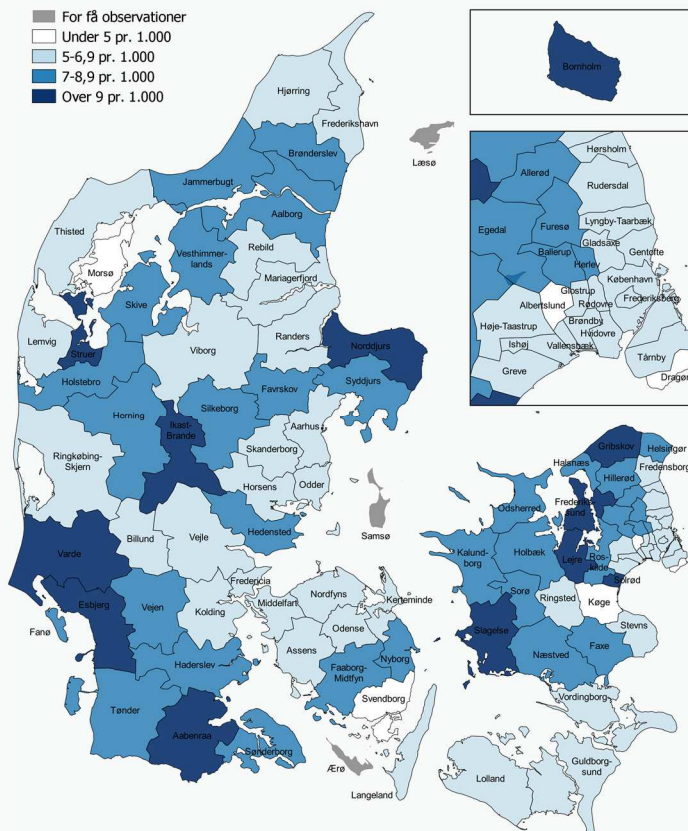 For få observationer
Under 5 pr. 1.000
5-6,9 pr. 1.000
7-8,9 pr. 1.000
Over 9 pr. 1.000
Bornholm
Hjørring
Frederikshavn
Læsø
Brønderslev
Jammerbugt
Aalborg
Thisted
Vesthimmer-
lands
Rebild
Morsø
Mariagerfjord
Skive
Lemvig
Struer
Viborg
Randers
Norddjurs
Holstebro
Favrskov
Syddjurs
Silkeborg
Horning
Ikast-
Brande
Aarhus
Skanderborg
Ringkøbing-
Skjern
Horsens
Odder
Samsø
Hedensted
Billund
Vejle
Varde
Fredericia
Esbjerg
Vejen
Kolding
Middelfart
Nordfyns
Kerteminde
Fanø
Odense
Assens
Haderslev
Faaborg-
Midtfyn
Nyborg
Svendborg
Tønder
Aabenraa
Sønderborg
Ærø
Langeland
Hørsholm
Allerød
Rudersdal
Egedal
Furesø
Lyngby-Taarbæk
Gladsaxe
Gentofte
Ballerup
Herlev
København
Glostrup
Frederiksberg
Albertslund
Rødovre
Høje-Taastrup
Brøndby
Hvidovre
Ishøj
Vallensbæk
Tårnby
Greve
Dragør
Gribskov
Helsingør
Halsnæs
Hillerød
Fredensborg
Frederiks-
sund
Odsherred
Kalund-
borg
Holbæk
Lejre
Ros-
kilde
Solrød
Sorø
Ringsted
Køge
Slagelse
Stevns
Næstved
Faxe
Vordingborg
Lolland
Guldborg-
sund